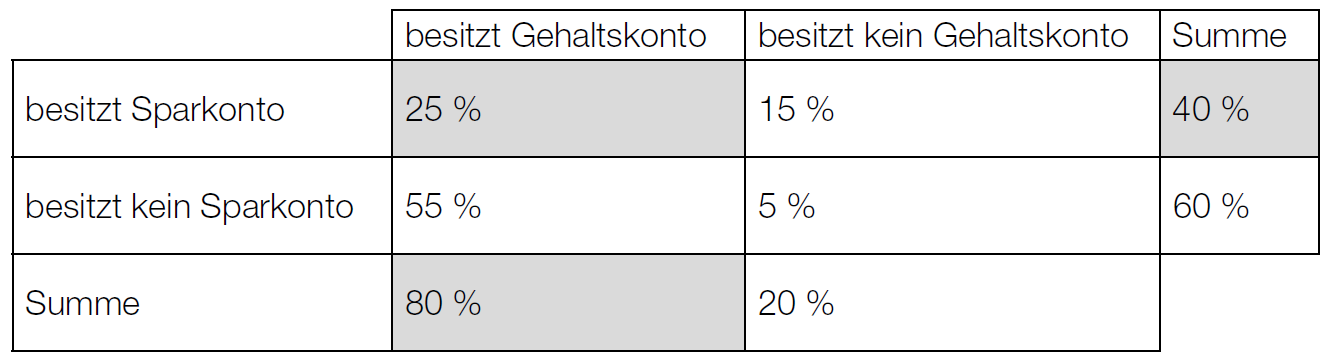 besitzt Gehaltskonto besitzt kein Gehaltskonto Summe
besitzt Sparkonto 25 % 15 % 40 %
besitzt kein Sparkonto 55 % 5 % 60 %
Summe 80 % 20 %